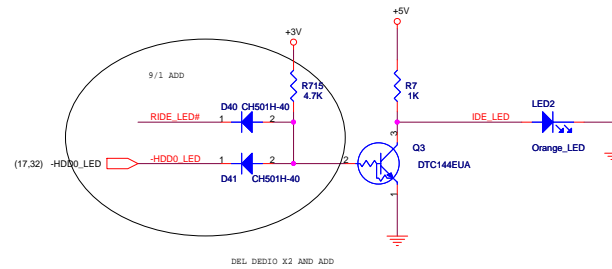 +5V
+3V
9/1 ADD
R715
4.7K
R7
1K
D40 CH501H-40
LED2
RIDE_LED#
1
2
IDE_LED
3
Q3
Orange_LED
(17,32) -HDD0_LED
-HDD0_LED
1
2
2
DTC144EUA
D41
CH501H-40
1
DEL DEDIO X2 AND ADD